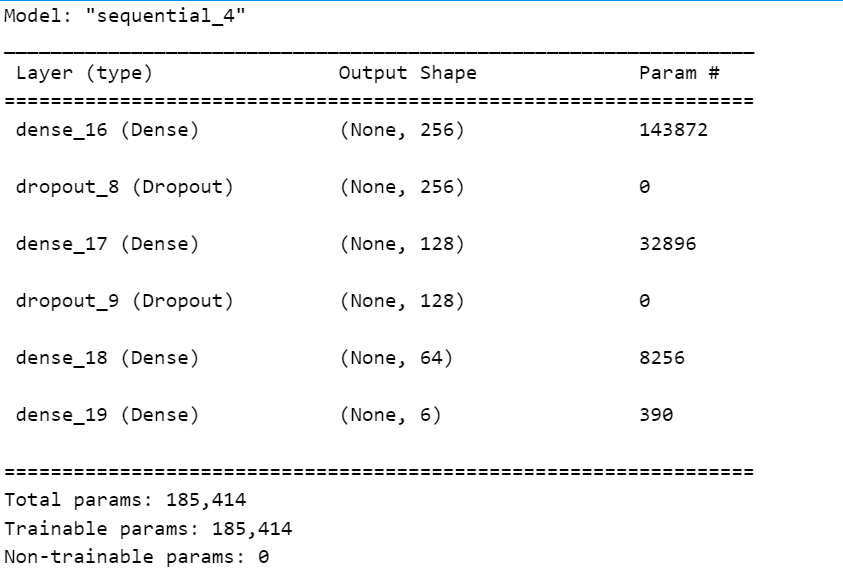 Model: "sequential_4"
_________________________________________________________________
Layer (type) Output Shape Param #
=================================================================
dense_16 (Dense) (None, 256) 143872
dropout_8 (Dropout) (None, 256) 0
dense_17 (Dense) (None, 128) 32896
dropout_9 (Dropout) (None, 128) 0
dense_18 (Dense) (None, 64) 8256
dense_19 (Dense) (None, 6) 390
=================================================================
Total params: 185,414
Trainable params: 185,414
Non-trainable params: 0